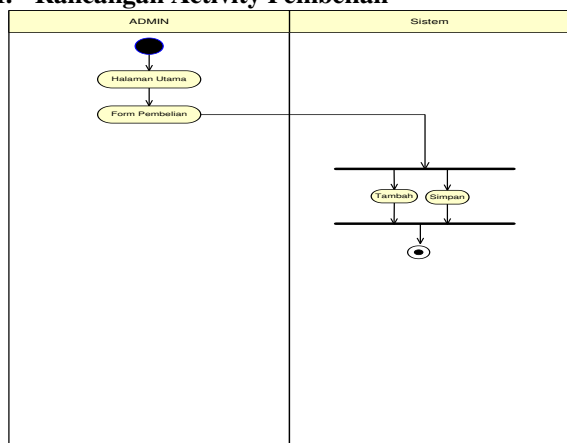 Rancangan Activity Pembelian
ADMIN
Sistem
Halaman Utama
Form Pembelian
Tambah
Simpan